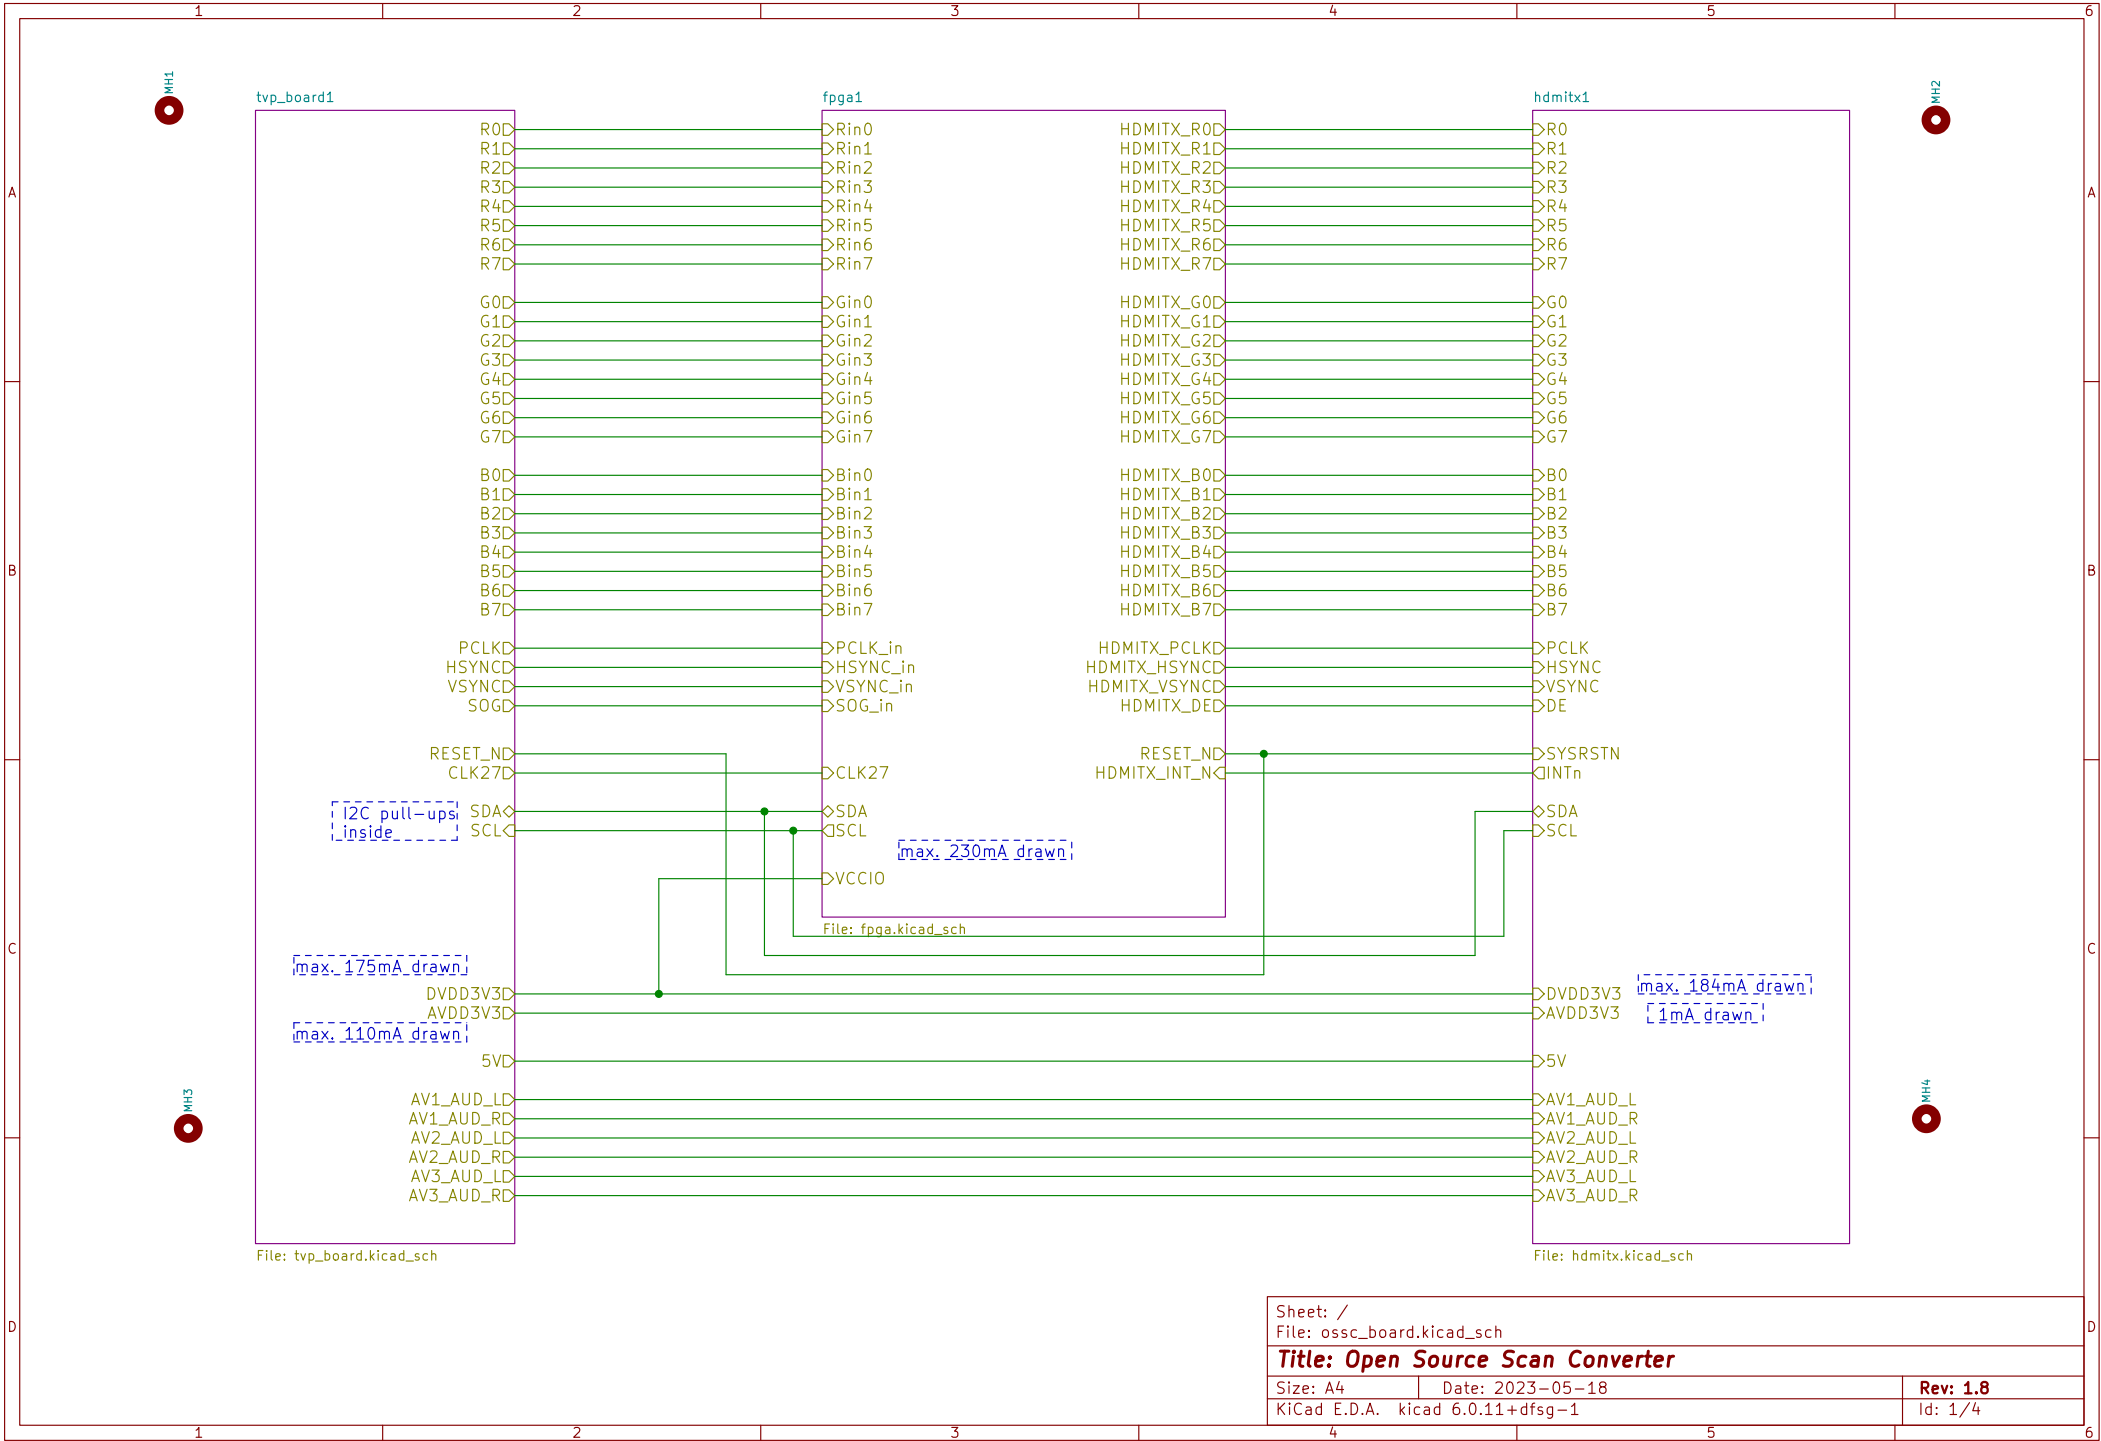 1 2 3 4 5 6
MH1
MH2
tvp_board1
fpga1
hdmitx1
R0 Rin0 HDMITX_R0 R0
R1 Rin1 HDMITX_R1 R1
R2 Rin2 HDMITX_R2 R2
R3 Rin3 HDMITX_R3 R3
A A
R4 Rin4 HDMITX_R4 R4
R5 Rin5 HDMITX_R5 R5
R6 Rin6 HDMITX_R6 R6
R7 Rin7 HDMITX_R7 R7
G0 Gin0 HDMITX_G0 G0
G1 Gin1 HDMITX_G1 G1
G2 Gin2 HDMITX_G2 G2
G3 Gin3 HDMITX_G3 G3
G4 Gin4 HDMITX_G4 G4
G5 Gin5 HDMITX_G5 G5
G6 Gin6 HDMITX_G6 G6
G7 Gin7 HDMITX_G7 G7
B0 Bin0 HDMITX_B0 B0
B1 Bin1 HDMITX_B1 B1
B2 Bin2 HDMITX_B2 B2
B3 Bin3 HDMITX_B3 B3
B4 Bin4 HDMITX_B4 B4
B B5 Bin5 HDMITX_B5 B5 B
B6 Bin6 HDMITX_B6 B6
B7 Bin7 HDMITX_B7 B7
PCLK PCLK_in HDMITX_PCLK PCLK
HSYNC HSYNC_in HDMITX_HSYNC HSYNC
VSYNC VSYNC_in HDMITX_VSYNC VSYNC
SOG SOG_in HDMITX_DE DE
RESET_N RESET_N SYSRSTN
CLK27 CLK27 HDMITX_INT_N INTn
I2C pull-ups SDA SDA SDA
inside SCL SCL SCL
max. 230mA drawn
VCCIO
File: fpga.kicad_sch
C C
max. 175mA drawn
max. 184mA drawn
DVDD3V3 DVDD3V3
AVDD3V3 AVDD3V3
1mA drawn
max. 110mA drawn
5V 5V
MH3
MH4
AV1_AUD_L AV1_AUD_L
AV1_AUD_R AV1_AUD_R
AV2_AUD_L AV2_AUD_L
AV2_AUD_R AV2_AUD_R
AV3_AUD_L AV3_AUD_L
AV3_AUD_R AV3_AUD_R
File: tvp_board.kicad_sch
File: hdmitx.kicad_sch
Sheet: /
D D
File: ossc_board.kicad_sch
Title: Open Source Scan Converter
Size: A4 Date: 2023-05-18 Rev: 1.8
KiCad E.D.A. kicad 6.0.11+dfsg-1 Id: 1/4
1 2 3 4 5 6